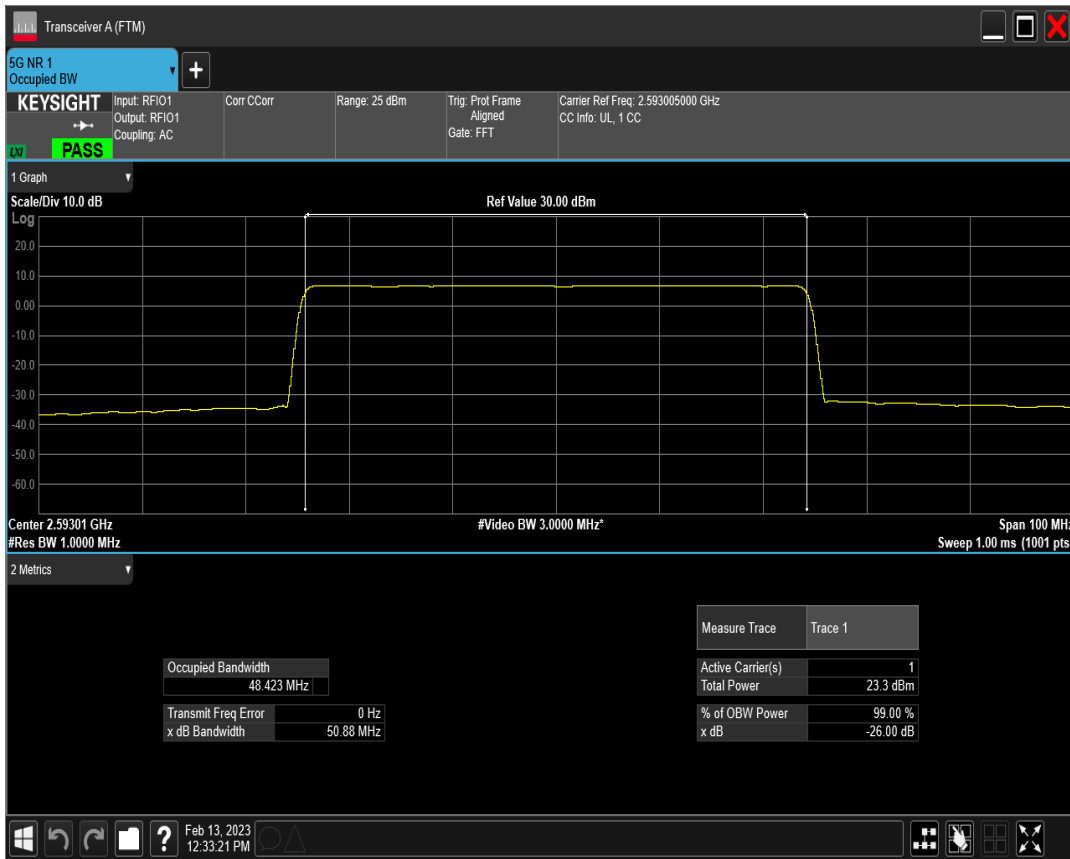 Transceiver A (FTM)
5G NR 1
Occupied BW
+
KEYSIGHT
LXI
PASS
Input: RFIO1
Output: RFIO1
Coupling: AC
Corr CCorr
Range: 25 dBm
Trig: Prot Frame
Aligned
Gate: FFT
Carrier Ref Freq: 2.593005000 GHz
CC Info: UL, 1 CC
1 Graph
Scale/Div 10.0 dB
Ref Value 30.00 dBm
Log
20.0
10.0
0.00
-10.0
-20.0
-30.0
-40.0
-50.0
-60.0
Center 2.59301 GHz
#Video BW 3.0000 MHz*
Span 100 MHz
#Res BW 1.0000 MHz
Sweep 1.00 ms (1001 pts
2 Metrics
Measure Trace Trace 1
Occupied Bandwidth
48.423 MHz
Active Carrier(s) 1
Total Power 23.3 dBm
Transmit Freq Error 0 Hz
x dB Bandwidth 50.88 MHz
% of OBW Power 99.00 %
x dB -26.00 dB
?
Feb 13, 2023
12:33:21 PM